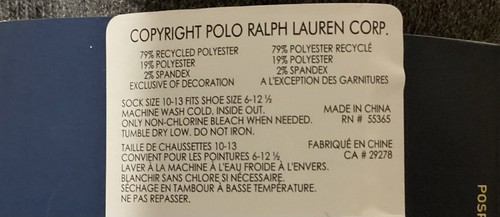 COPYRIGHT POLO RALPH LAUREN CORP.
79% RECYCLED POLYESTER 79% POLYESTER RECYCLÉ
19% POLYESTER 19% POLYESTER
2% SPANDEX 2% SPANDEX
EXCLUSIVE OF DECORATION A L'EXCEPTION DES GARNITURES
SOCK SIZE 10-13 FITS SHOE SIZE 6-12 ½
MACHINE WASH COLD. INSIDE OUT. MADE IN CHINA
ONLY NON-CHLORINE BLEACH WHEN NEEDED. RN # 55365
TUMBLE DRY LOW. DO NOT IRON.
TAILLE DE CHAUSSETTES 10-13 FABRIQUÉ EN CHINE
CONVIENT POUR LES POINTURES 6-12 ½ CA # 29278
LAVER À LA MACHINE À L'EAU FROIDE À L'ENVERS.
BLANCHIR SANS CHLORE SI NÉCESSAIRE.
SÉCHAGE EN TAMBOUR À BASSE TEMPÉRATURE.
NE PAS REPASSER.